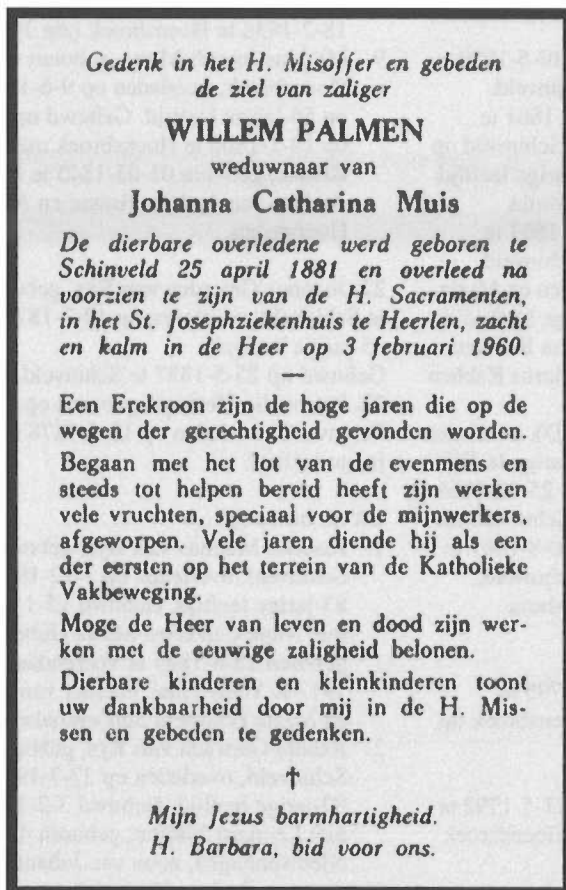 Gedenk in het H. Misoffer en gebeden
de ziel van zaliger
WILLEM PALMEN
weduwnaar van
Johanna Catharina Muis
De dierbare overledene werd geboren te
Schinveld 25 april 1881 en overleed na
voorzien te zijn van de H. Sacramenten,
in het St. Josephziekenhuis te Heerlen, zacht
en kalm in de Heer op 3 februari 1960.
Een Erekroon zijn de hoge jaren die op de
wegen der gerechtigheid gevonden worden.
Begaan met het lot van de evenmens en
steeds tot helpen bereid heeft zijn werken
vele vruchten, speciaal voor de mijnwerkers
afgeworpen. Vele jaren diende hij als een
der eersten op het terrein van de Katholieke
Vakbeweging.
Moge de Heer van leven en dood zijn wer-
ken met de eeuwige zaligheid belonen.
Dierbare kinderen en kleinkinderen toont
uw dankbaarheid door mij in de H. Mis-
sen en gebeden te gedenken.
†
Mijn Jezus barmhartigheid.
H. Barbara, bid voor ons.